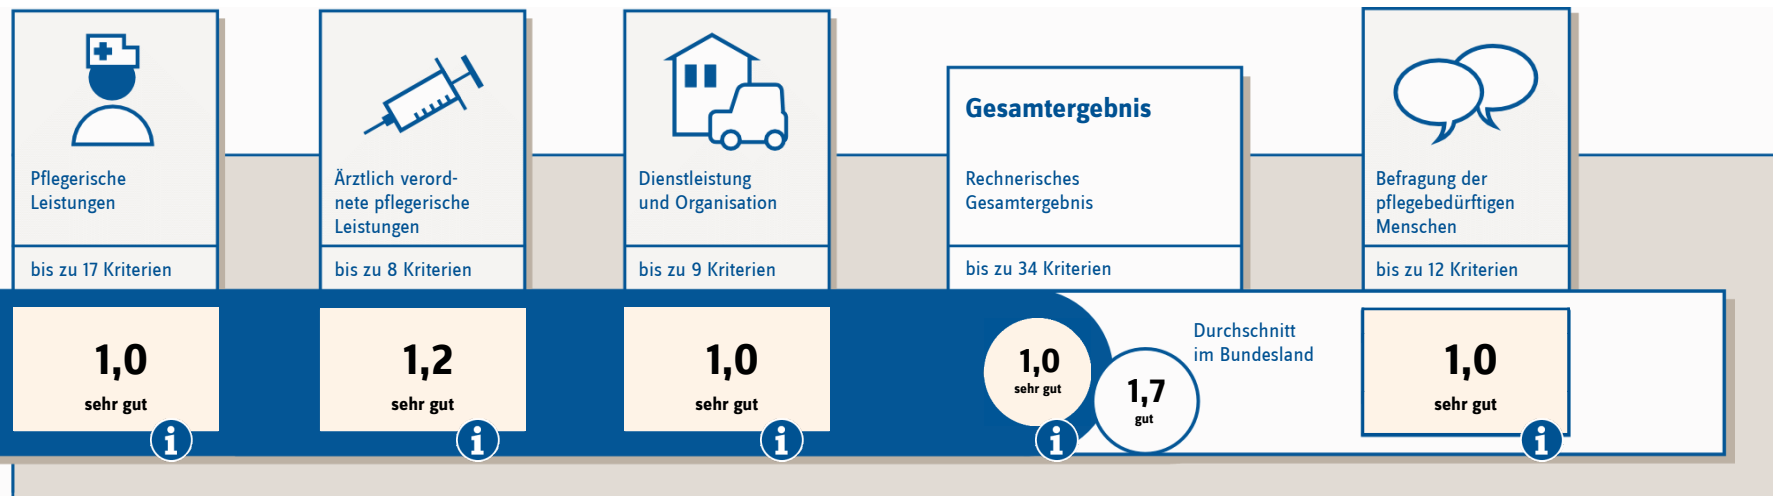 Pflegerische
Leistungen
bis zu 17 Kriterien
1,0
sehr gut
i
Ärztlich verord-
nete pflegerische
Leistungen
bis zu 8 Kriterien
1,2
sehr gut
i
Dienstleistung
und Organisation
bis zu 9 Kriterien
1,0
sehr gut
i
Gesamtergebnis
Rechnerisches
Gesamtergebnis
bis zu 34 Kriterien
1,0
sehr gut
i
1,7
gut
Durchschnitt
im Bundesland
Befragung der
pflegebedürftigen
Menschen
bis zu 12 Kriterien
1,0
sehr gut
i